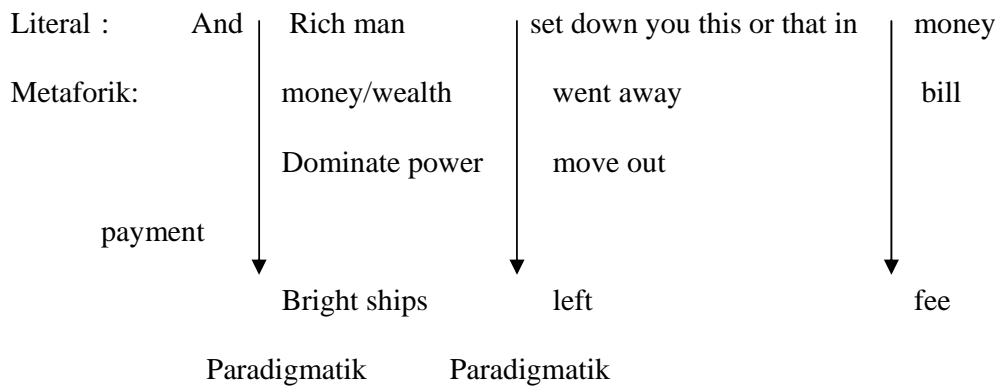 Literal : And Rich man set down you this or that in money
Metaforik: money/wealth went away bill
Dominate power move out
payment
Bright ships left fee
Paradigmatik Paradigmatik